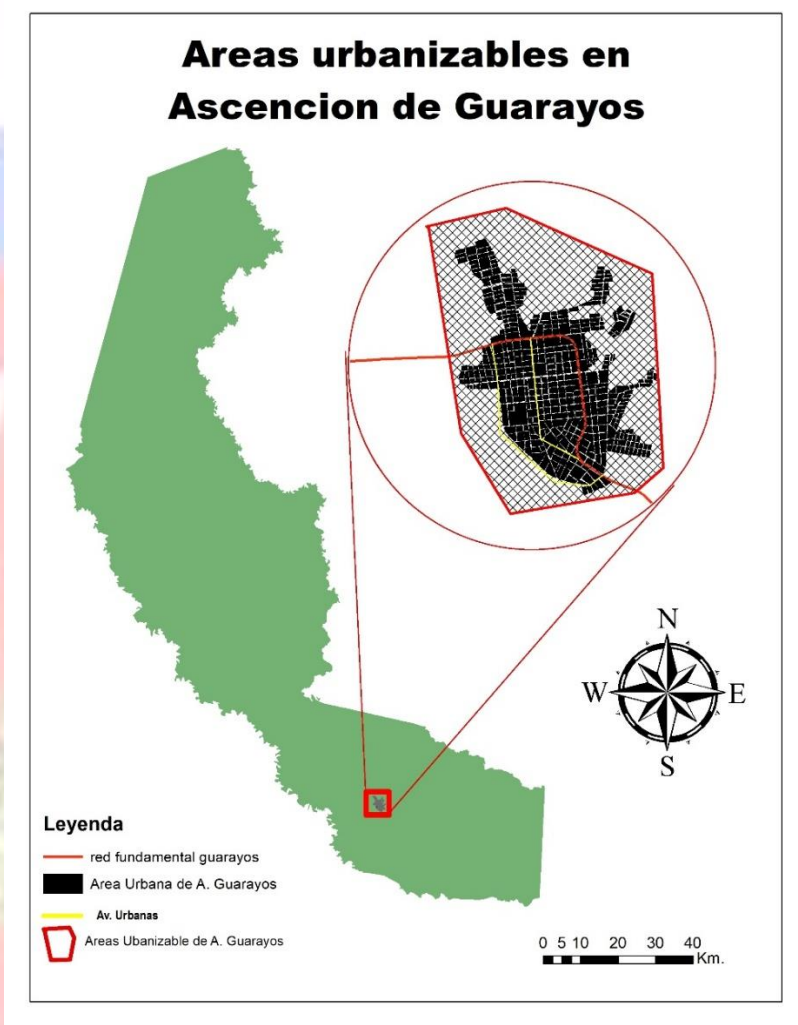 Areas urbanizables en
Ascencion de Guarayos
N
W
E
S
Leyenda
red fundamental guarayos
Area Urbana de A. Guarayos
Av. Urbanas
Areas Ubanizable de A. Guarayos
0 5 10 20 30 40
Km.